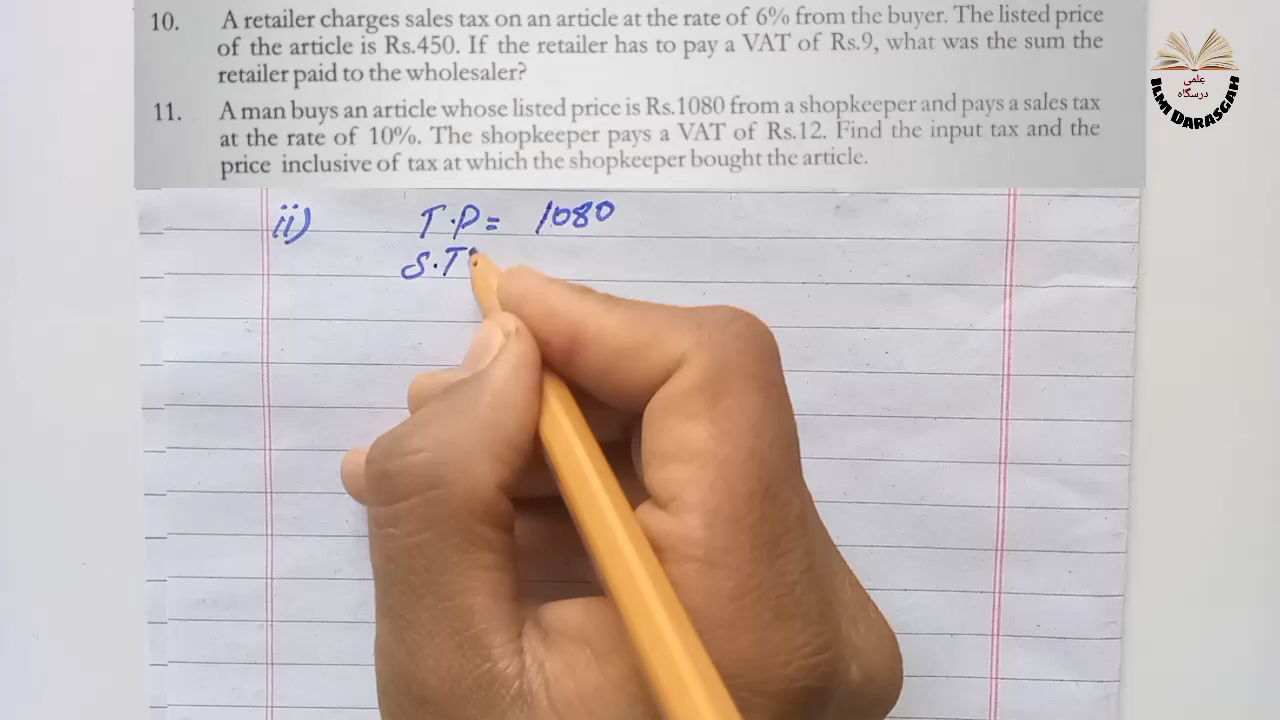 10. A retailer charges sales tax on an article at the rate of 6% from the buyer. The listed price
of the article is Rs.450. If the retailer has to pay a VAT of Rs.9, what was the sum the
retailer paid to the wholesaler?
11. A man buys an article whose listed price is Rs.1080 from a shopkeeper and pays a sales tax
at the rate of 10%. The shopkeeper pays a VAT of Rs.12. Find the input tax and the
price inclusive of tax at which the shopkeeper bought the article.
علمی
درسگاه
ILMI DARASGAH
ii) T.P= 1080
S.T